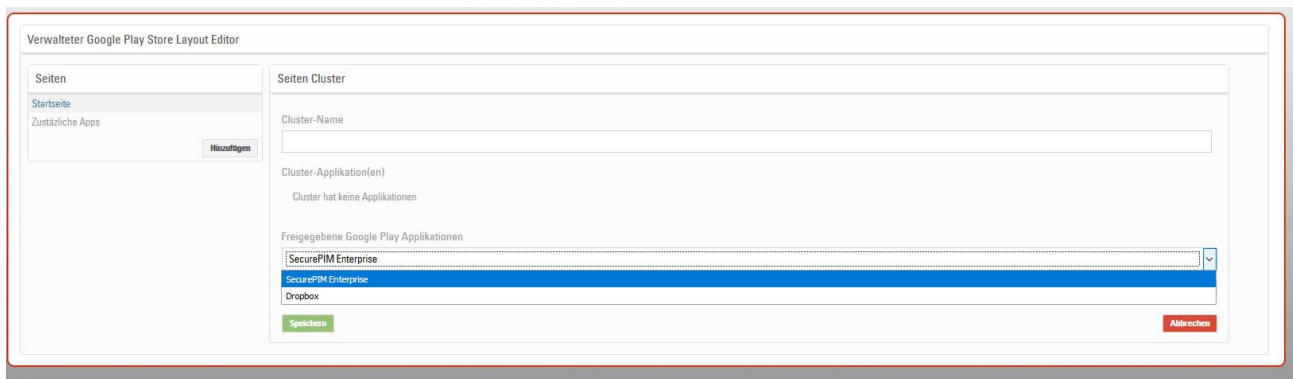 Verwalteter Google Play Store Layout Editor
Seiten
Startseite
Zustäzliche Apps
Hinzufügen
Seiten Cluster
Cluster-Name
Cluster-Applikation(en)
Cluster hat keine Applikationen
Freigegebene Google Play Applikationen
SecurePIM Enterprise
SecurePIM Enterprise
Dropbox
Speichern
Abbrechen